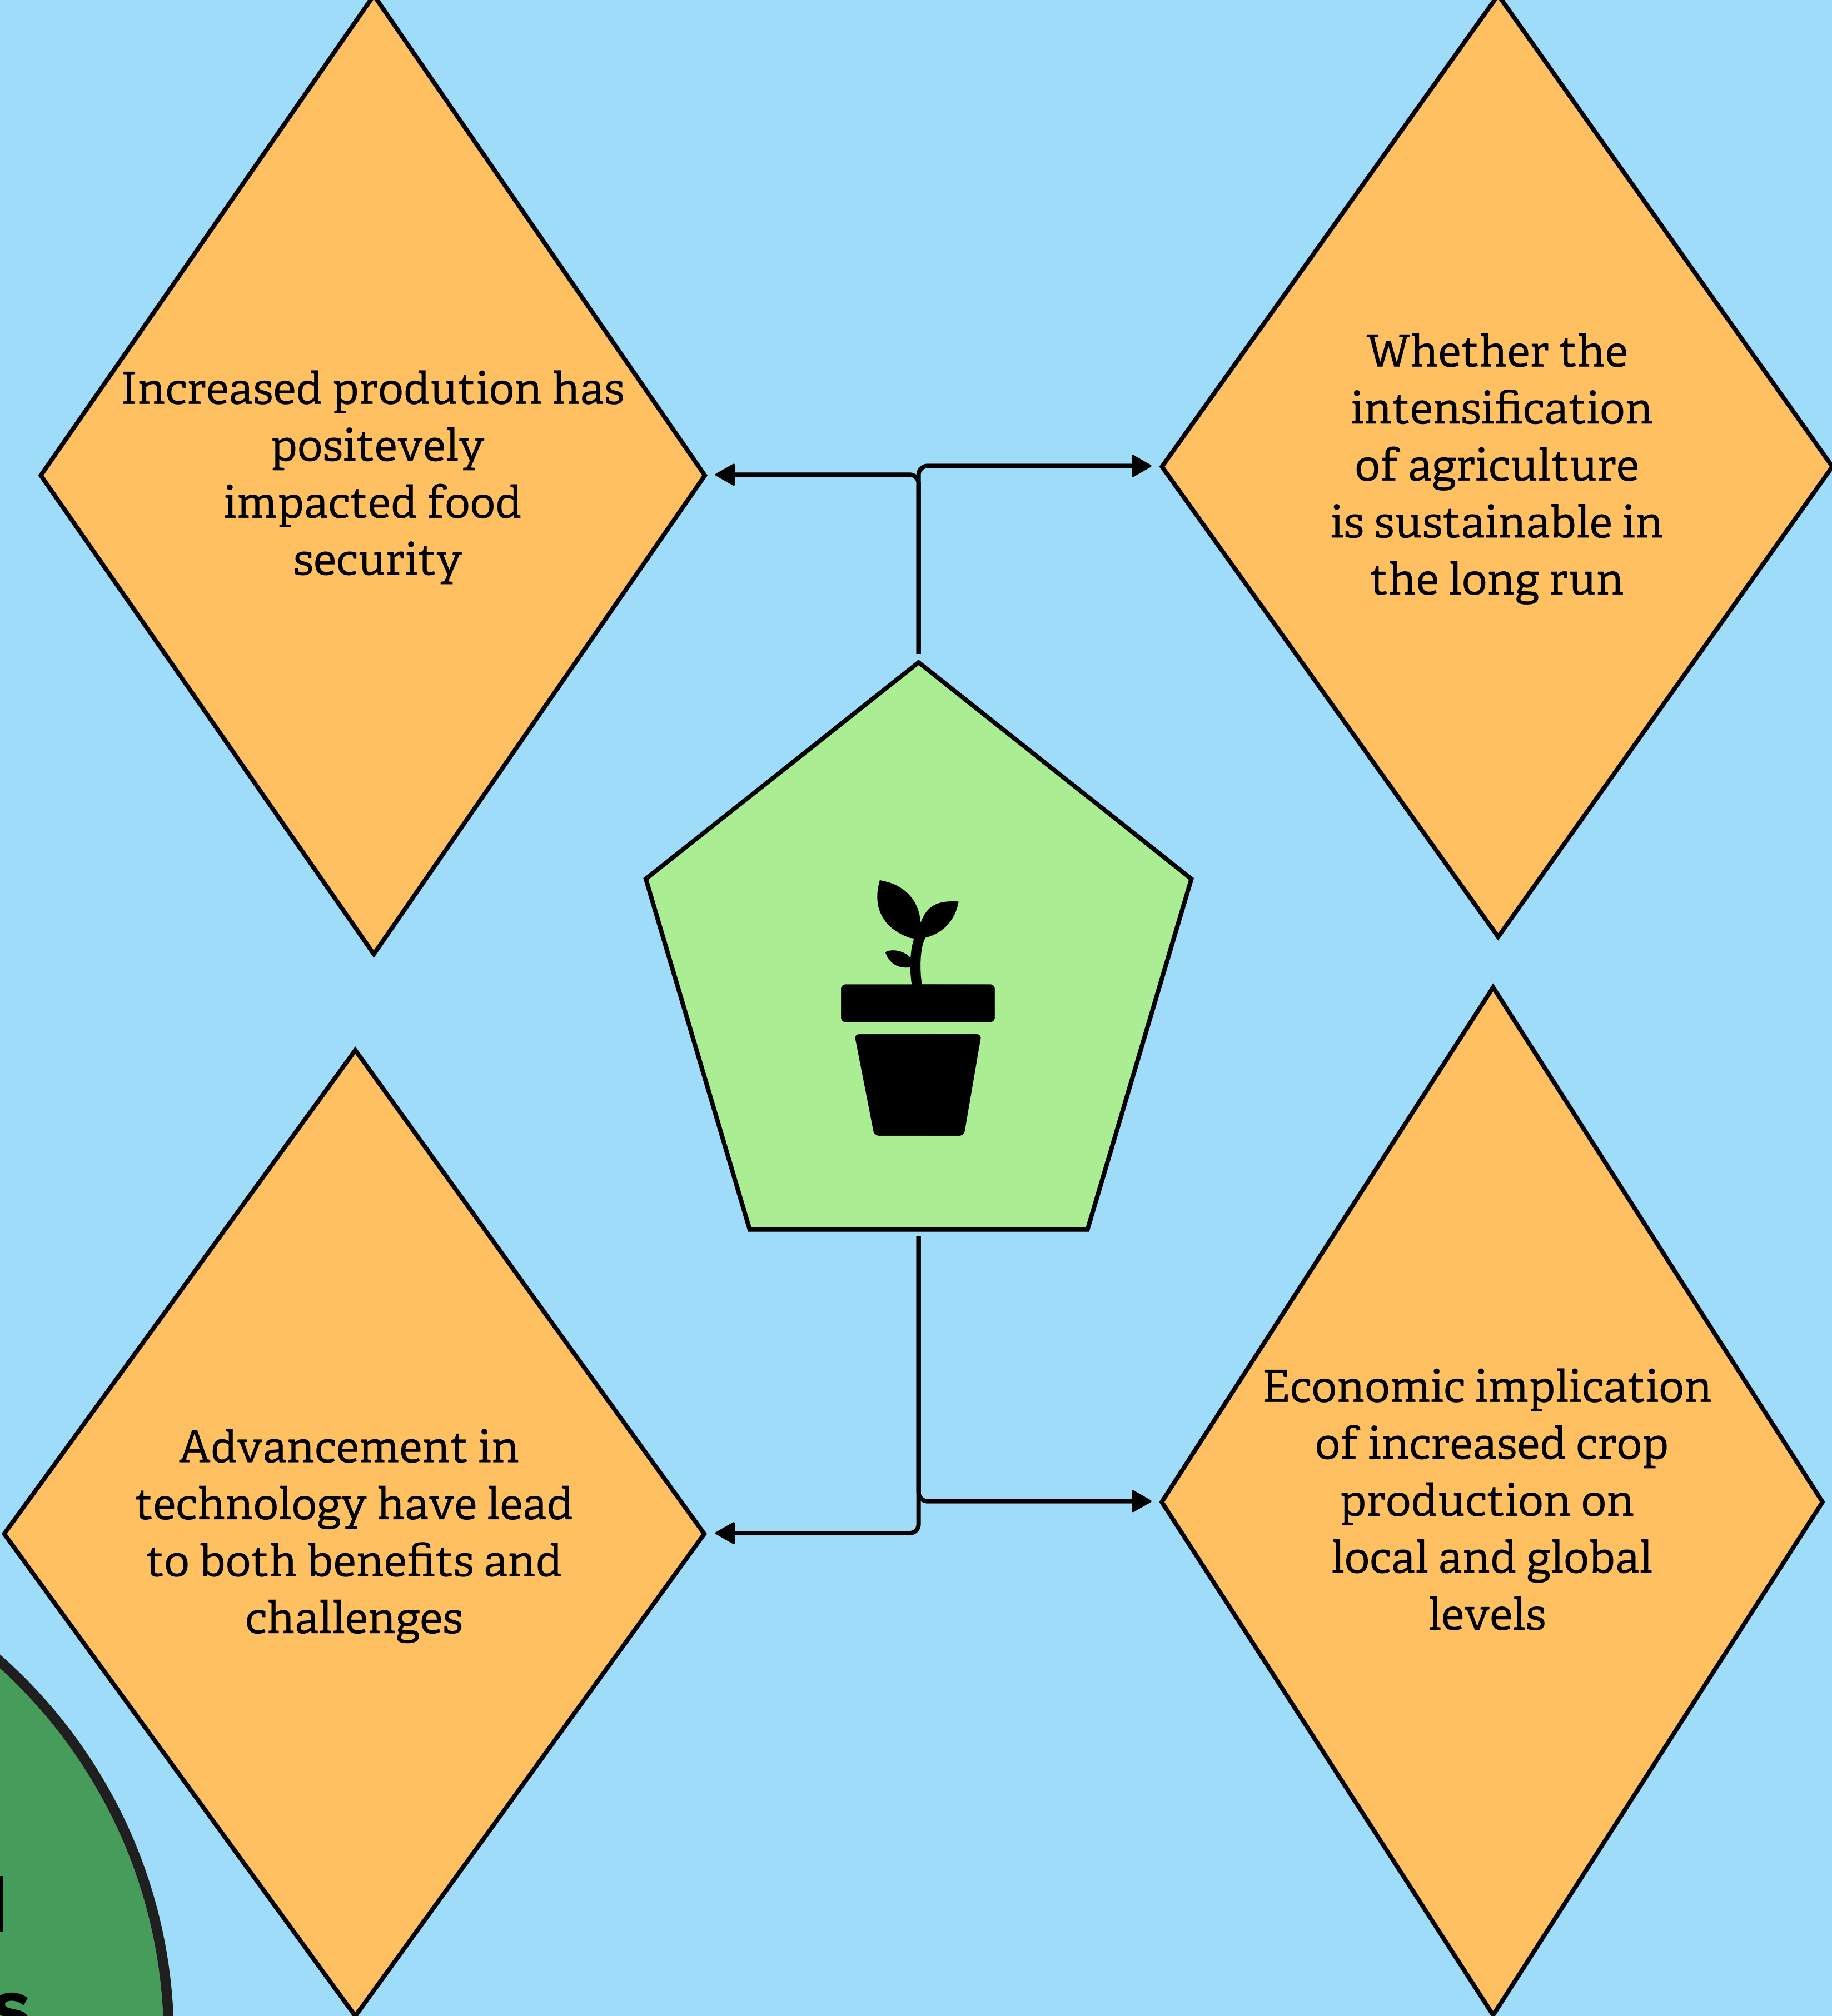 Increased prodution has
positevely
impacted food
security
Whether the
intensification
of agriculture
is sustainable in
the long run
Advancement in
technology have lead
to both benefits and
challenges
Economic implication
of increased crop
production on
local and global
levels